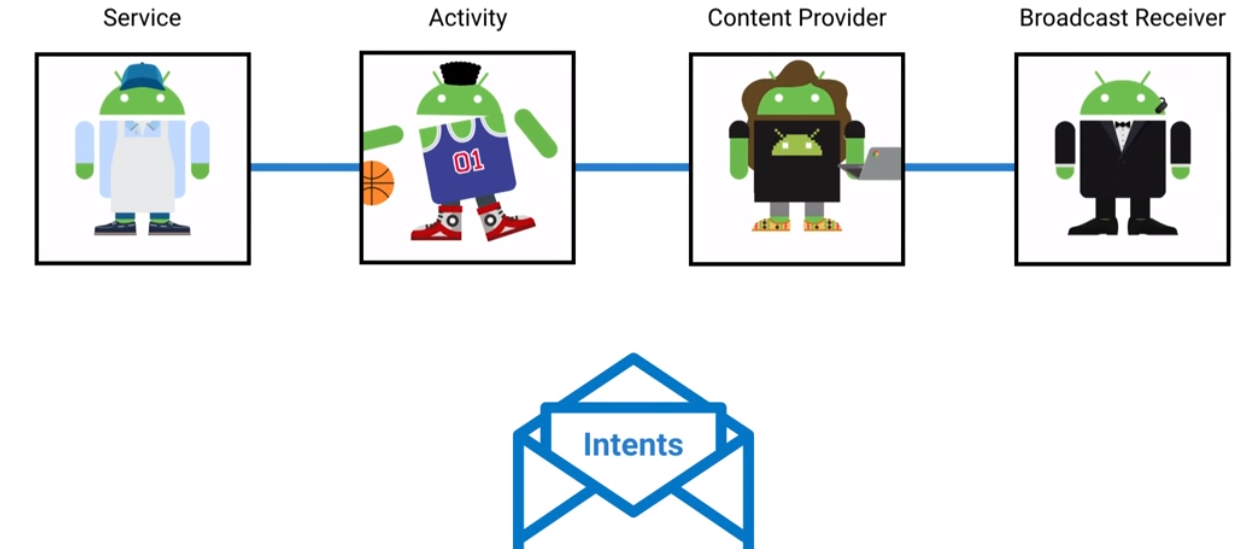 Service
Activity
Content Provider
Broadcast Receiver
01
Intents